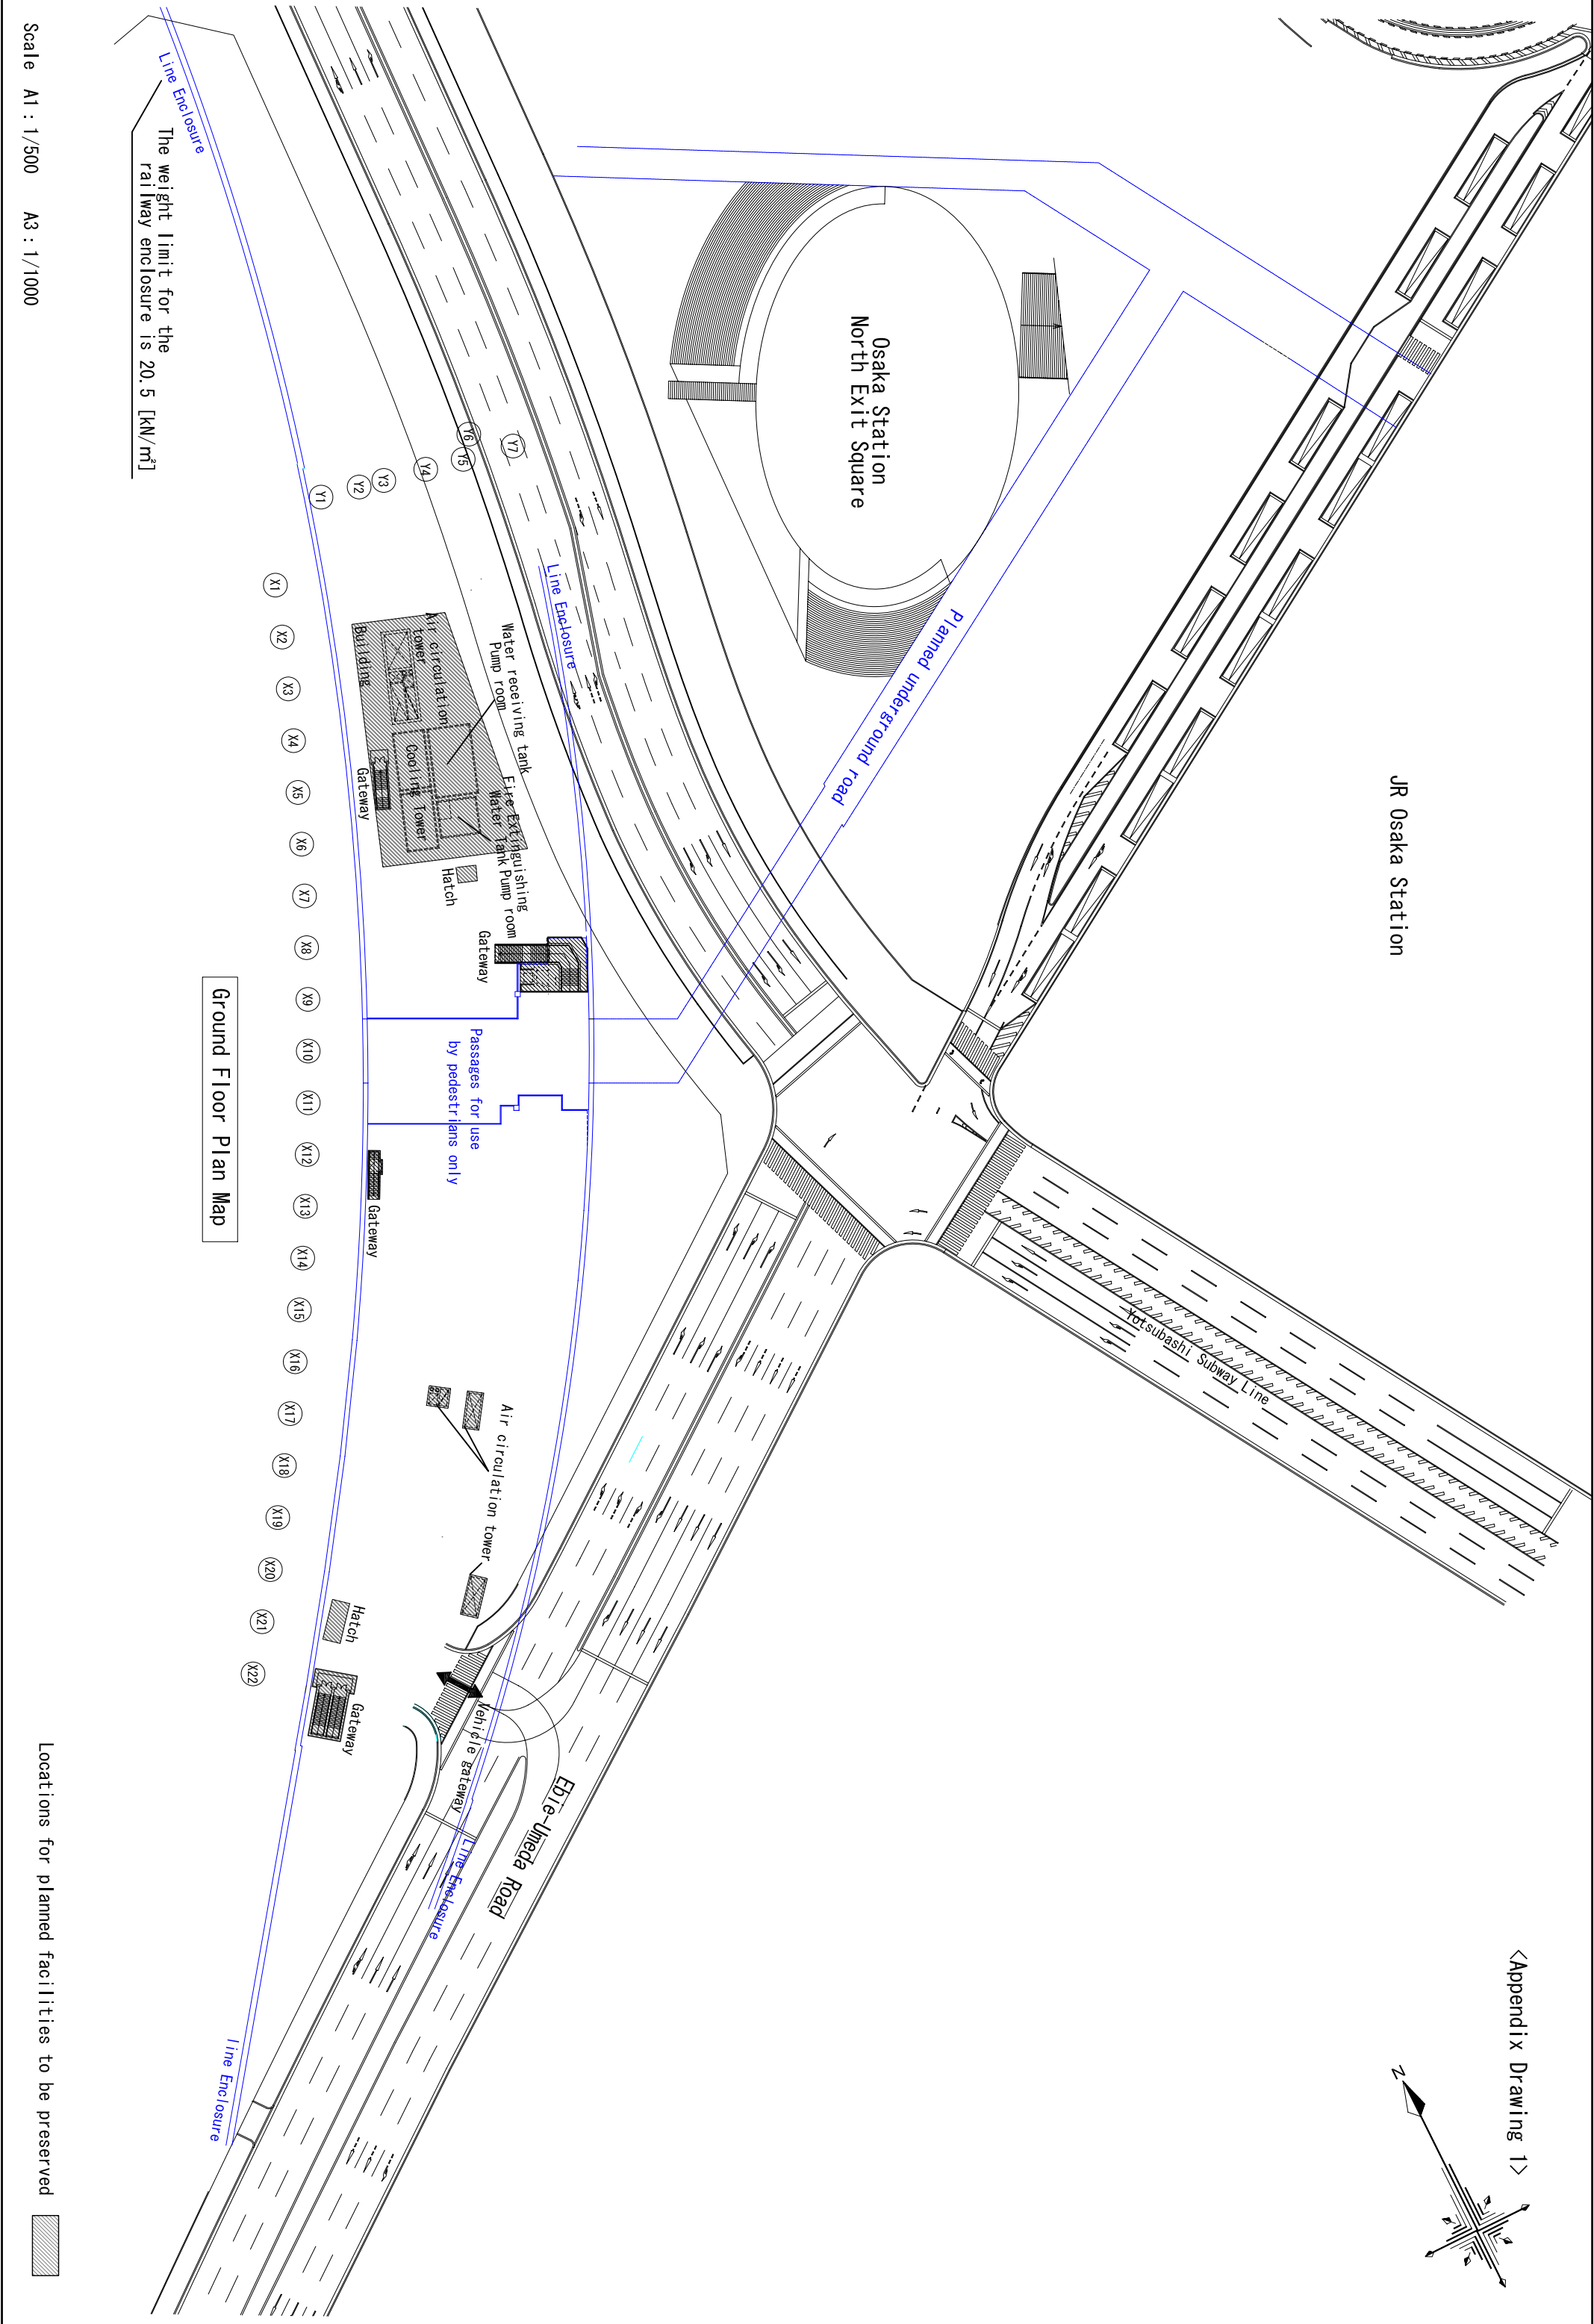 <Appendix Drawing 1>
N
JR Osaka Station
Osaka Station
North Exit Square
Planned underground road
Yotsubashi Subway Line
Ebie-Umeda Road
Line Enclosure
Line Enclosure
Line Enclosure
line Enclosure
The weight limit for the
railway enclosure is 20.5 [kN/㎡]
Y7
Y6
Y5
Y4
Y3
Y2
Y1
Water receiving tank
Pump room
Air circulation
tower
Building
Cooling Tower
Fire Extinguishing
Water Tank Pump room
Gateway
Hatch
Gateway
Passages for use
by pedestrians only
Gateway
Air circulation tower
Hatch
Gateway
Vehicle gateway
X1
X2
X3
X4
X5
X6
X7
X8
X9
X10
X11
X12
X13
X14
X15
X16
X17
X18
X19
X20
X21
X22
Ground Floor Plan Map
Scale A1:1/500 A3:1/1000
Locations for planned facilities to be preserved